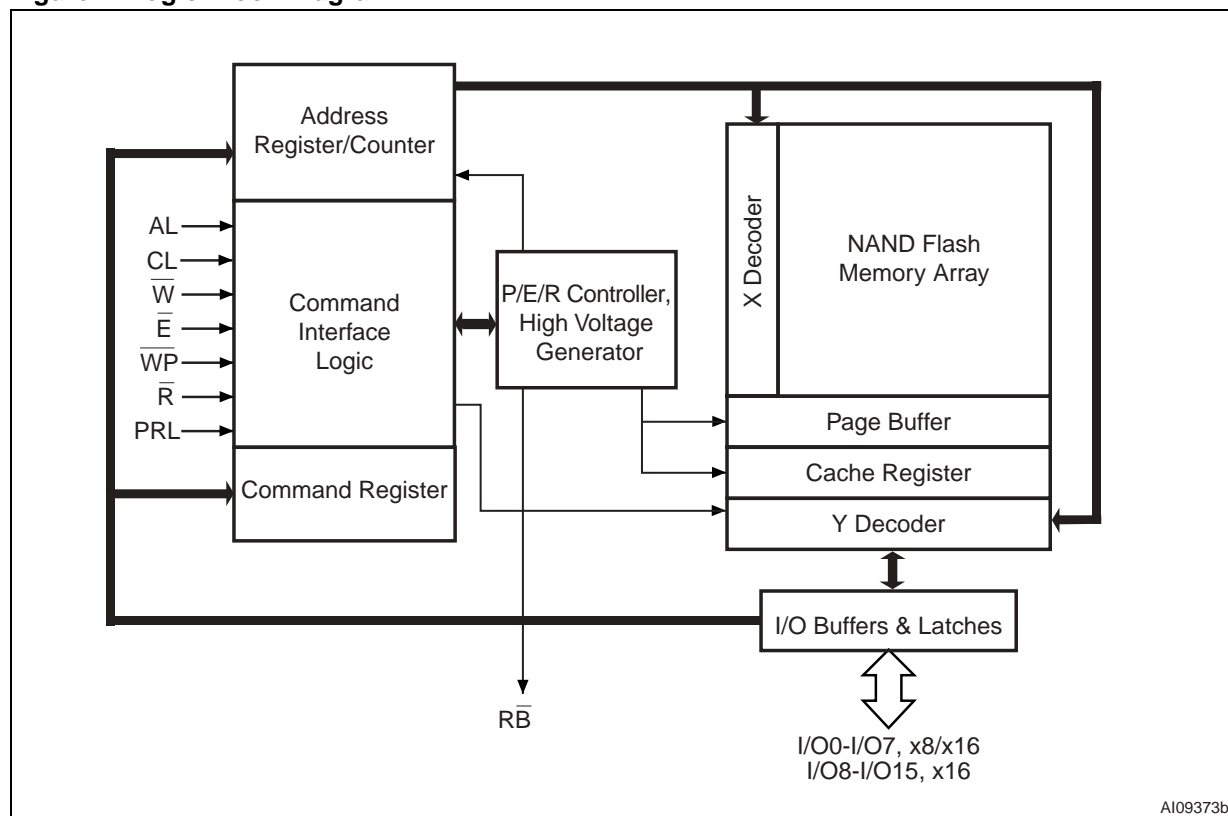 Address
Register/Counter
AL
CL
W̅
E̅
W̅P̅
R̅
PRL
Command
Interface
Logic
Command Register
P/E/R Controller,
High Voltage
Generator
RB̅
X Decoder
NAND Flash
Memory Array
Page Buffer
Cache Register
Y Decoder
I/O Buffers & Latches
I/O0-I/O7, x8/x16
I/O8-I/O15, x16
AI09373b